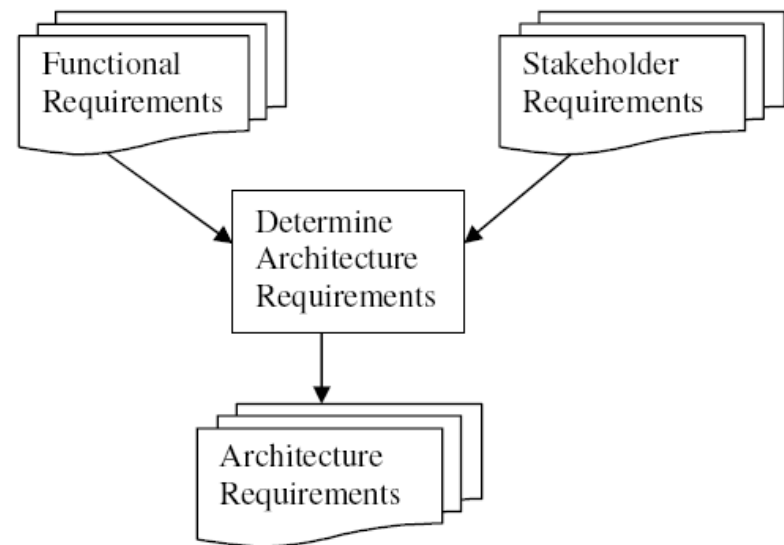 Functional
Requirements
Stakeholder
Requirements
Determine
Architecture
Requirements
Architecture
Requirements